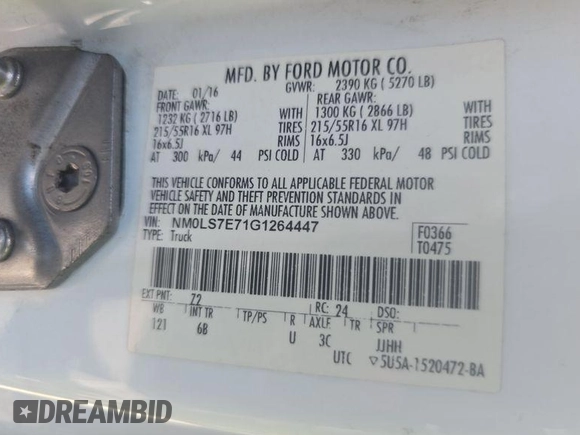 MFD. BY FORD MOTOR CO.
DATE: 01/16 GVWR: 2390 KG ( 5270 LB)
FRONT GAWR: REAR GAWR:
1232 KG ( 2716 LB) WITH 1300 KG ( 2866 LB) WITH
215/55R16 XL 97H TIRES 215/55R16 XL 97H TIRES
16x6.5J RIMS 16x6.5J RIMS
AT 300 kPa/ 44 PSI COLD AT 330 kPa/ 48 PSI COLD
THIS VEHICLE CONFORMS TO ALL APPLICABLE FEDERAL MOTOR
VEHICLE SAFETY AND THEFT PREVENTION STANDARDS IN
EFFECT ON THE DATE OF MANUFACTURE SHOWN ABOVE.
VIN: NM0LS7E71G1264447 F0366
TYPE: Truck T0475
EXT PNT: Z2 RC: 24 DSO:
WB INT TR TP/PS R AXLE TR SPR
121 6B U 3C JJHH
UTC 5U5A-1520472-BA
DREAMBID